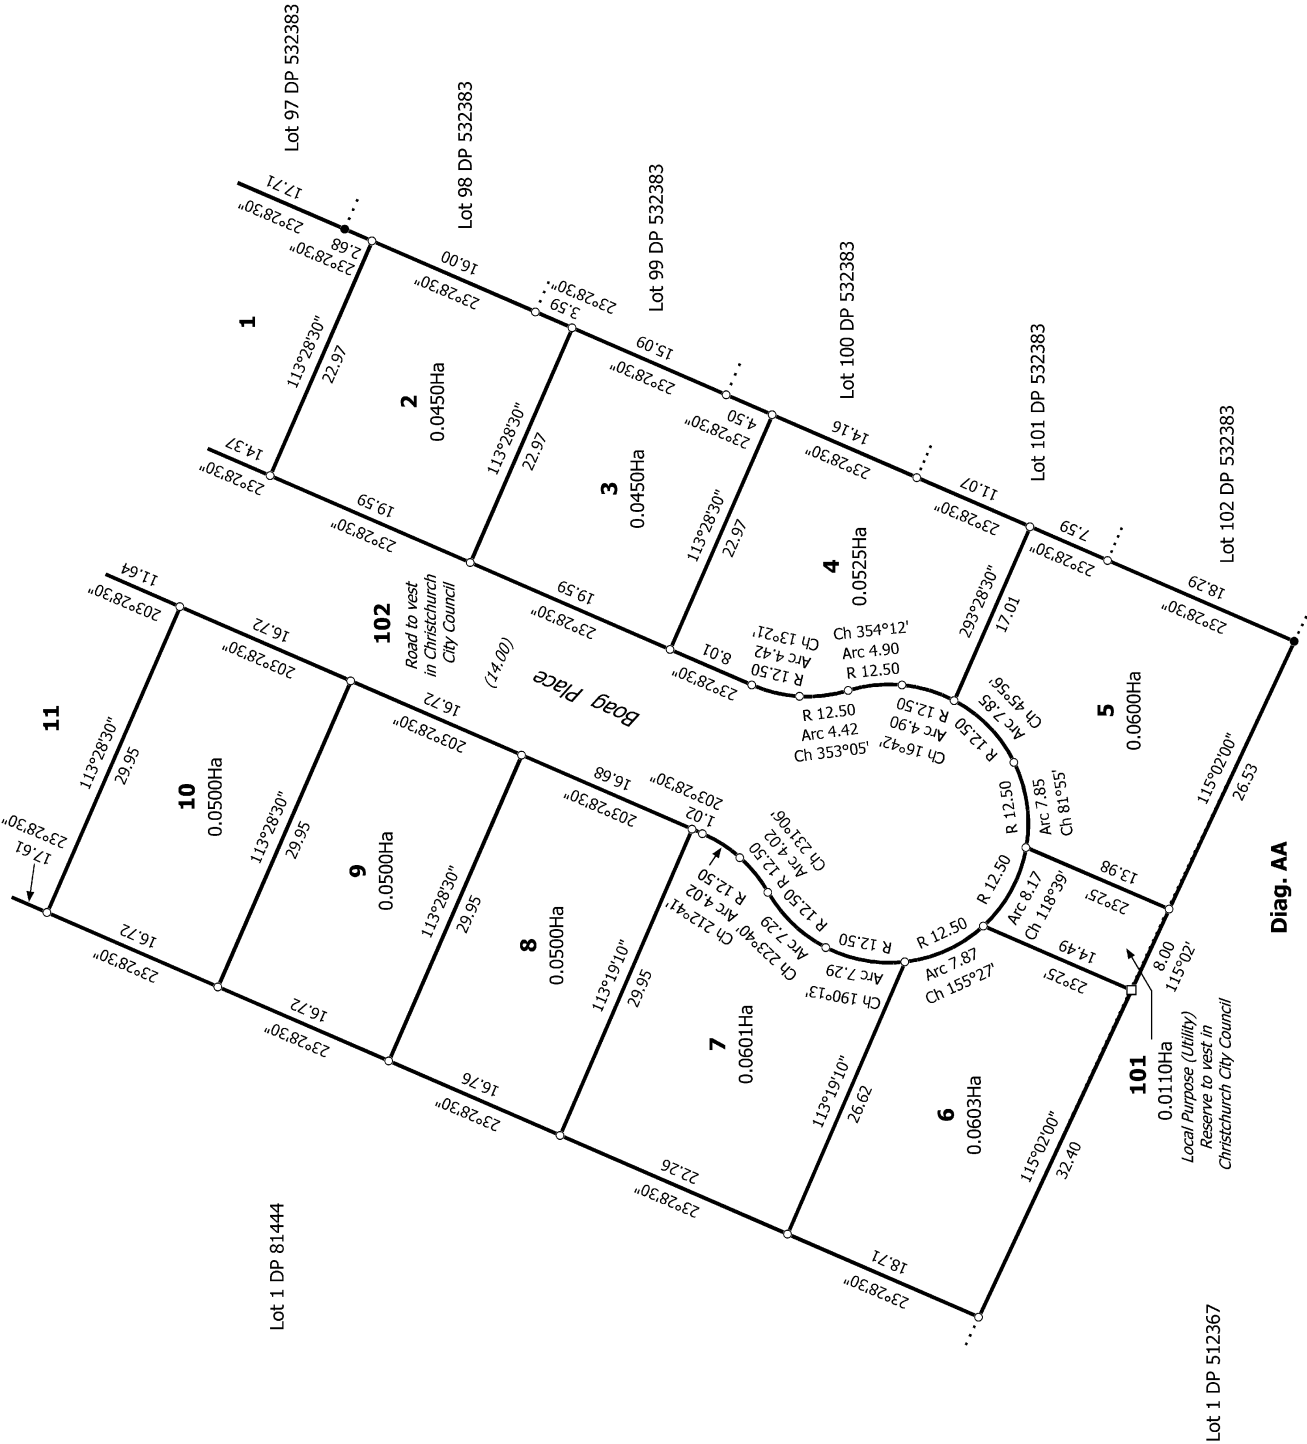 Lot 97 DP 532383
17.71
23°28'30"
2.68
23°28'30"
1
Lot 98 DP 532383
113°28'30"
22.97
16.00
23°28'30"
14.37
23°28'30"
2
0.0450Ha
3.59
23°28'30"
Lot 99 DP 532383
19.59
23°28'30"
113°28'30"
22.97
15.09
23°28'30"
3
0.0450Ha
4.50
23°28'30"
Lot 100 DP 532383
19.59
23°28'30"
113°28'30"
22.97
14.16
23°28'30"
4
0.0525Ha
8.01
23°28'30"
R 12.50
Arc 4.42
Ch 13°21'
R 12.50
Arc 4.42
Ch 353°05'
Ch 354°12'
Arc 4.90
R 12.50
R 12.50
Arc 4.90
Ch 16°42'
293°28'30"
17.01
11.07
23°28'30"
Lot 101 DP 532383
7.59
23°28'30"
Lot 102 DP 532383
18.29
23°28'30"
5
0.0600Ha
R 12.50
Arc 7.85
Ch 45°56'
R 12.50
Arc 7.85
Ch 81°55'
115°02'00"
26.53
13.98
23°25'
R 12.50
Arc 8.17
Ch 118°39'
14.49
23°25'
8.00
115°02'
101
0.0110Ha
Local Purpose (Utility)
Reserve to vest in
Christchurch City Council
R 12.50
Arc 7.87
Ch 155°27'
6
0.0603Ha
115°02'00"
32.40
18.71
23°28'30"
113°19'10"
26.62
R 12.50
Arc 7.29
Ch 190°13'
R 12.50
Arc 7.29
Ch 223°40'
R 12.50
Arc 4.02
Ch 231°06'
R 12.50
Arc 4.02
Ch 212°41'
1.02
203°28'30"
7
0.0601Ha
22.26
23°28'30"
113°19'10"
29.95
16.68
203°28'30"
8
0.0500Ha
16.76
23°28'30"
113°28'30"
29.95
16.72
203°28'30"
9
0.0500Ha
16.72
23°28'30"
113°28'30"
29.95
16.72
203°28'30"
10
0.0500Ha
16.72
23°28'30"
113°28'30"
29.95
11.64
203°28'30"
11
17.61
23°28'30"
102
Road to vest
in Christchurch
City Council
(14.00)
Boag Place
Lot 1 DP 81444
Lot 1 DP 512367
Diag. AA